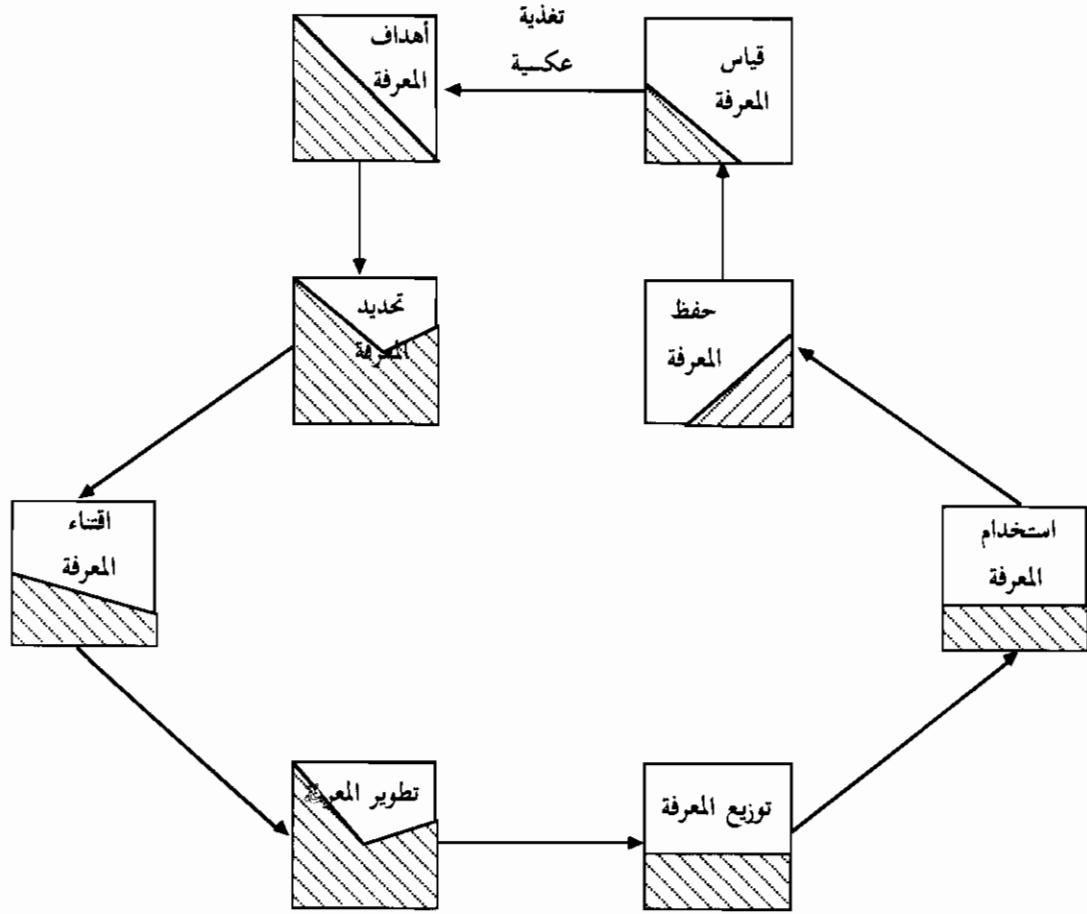 تغذية
عكسية
قياس
المعرفة
أهداف
المعرفة
حفظ
المعرفة
تحديد
المعرفة
استخدام
المعرفة
اقتناء
المعرفة
توزيع المعرفة
تطوير المعرفة